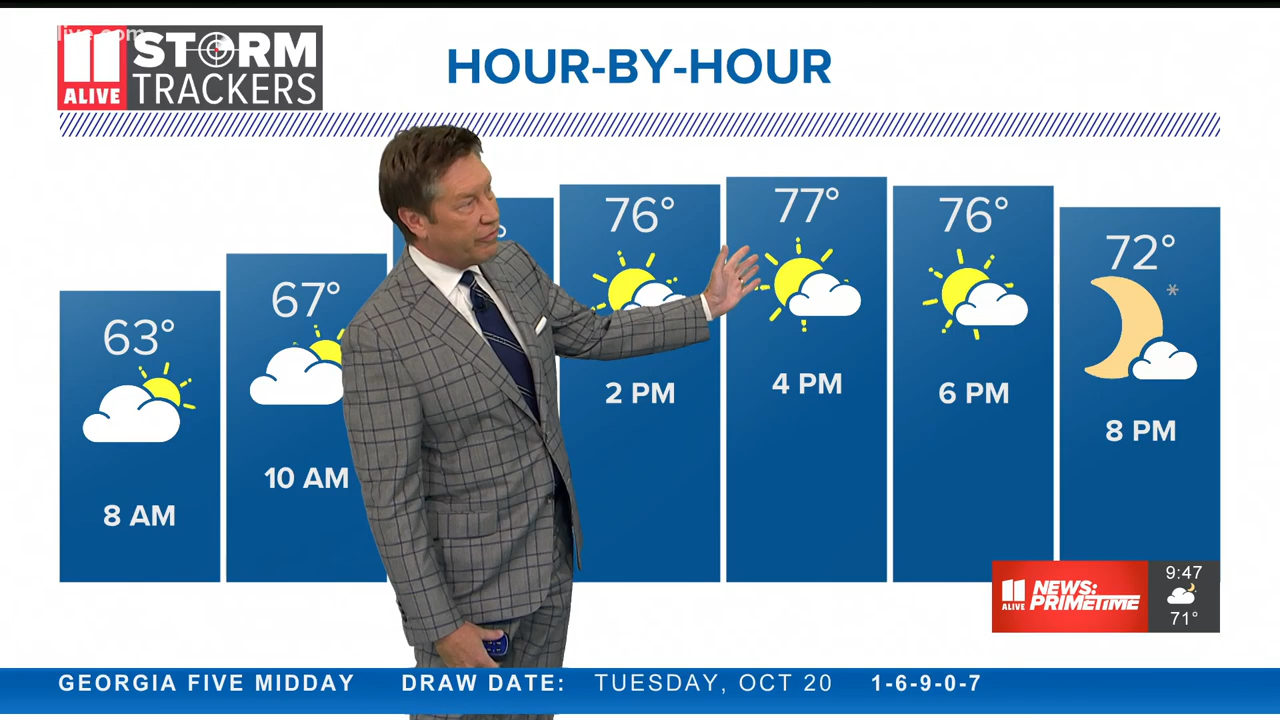 11alive.com
11 ALIVE STORM TRACKERS
HOUR-BY-HOUR
63°
8 AM
67°
10 AM
°
76°
2 PM
77°
4 PM
76°
6 PM
72°
8 PM
11 ALIVE NEWS: PRIMETIME
9:47
71°
GEORGIA FIVE MIDDAY DRAW DATE: TUESDAY, OCT 20 1-6-9-0-7